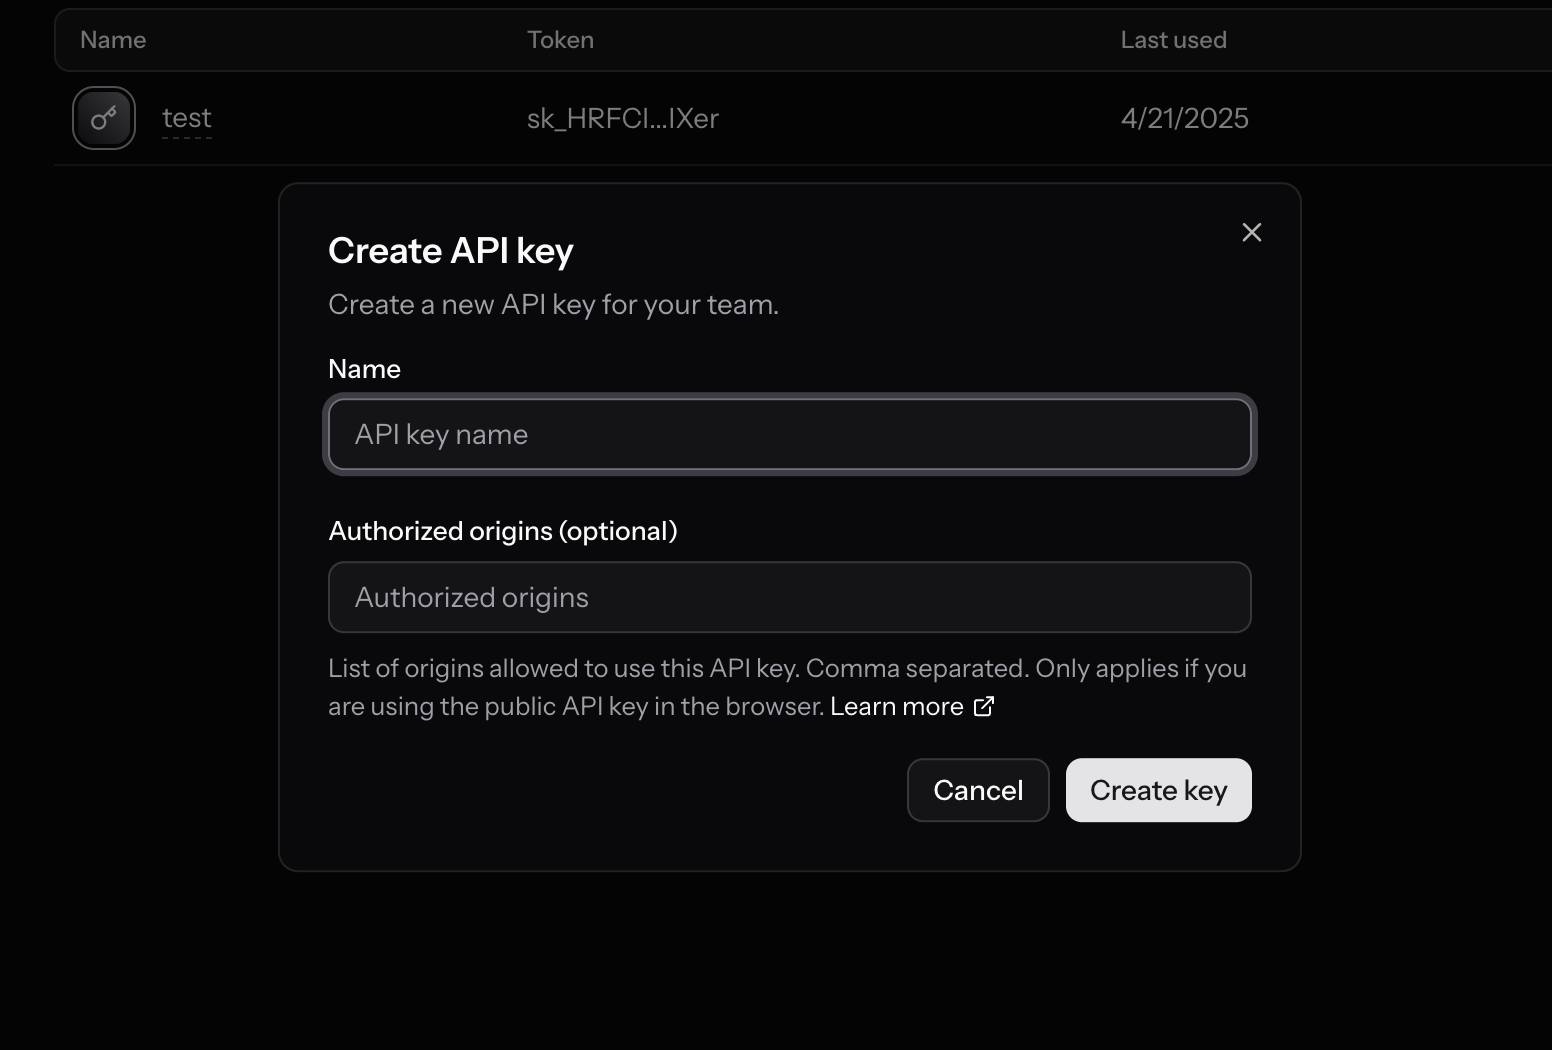 Name Token Last used
test sk_HRFCI...IXer 4/21/2025
Create API key
Create a new API key for your team.
Name
API key name
Authorized origins (optional)
Authorized origins
List of origins allowed to use this API key. Comma separated. Only applies if you
are using the public API key in the browser. Learn more
Cancel Create key